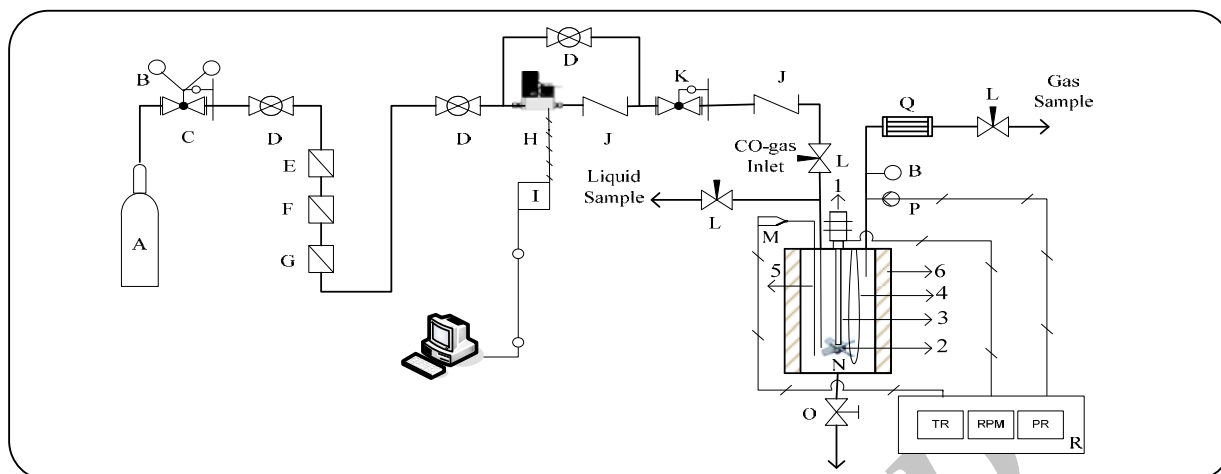 B
C
D
E
F
G
A
D
H
I
D
J
K
J
L
CO-gas
Inlet
Q
L
Gas
Sample
B
P
Liquid
Sample
L
1
M
5
6
4
3
2
N
O
TR
RPM
PR
R